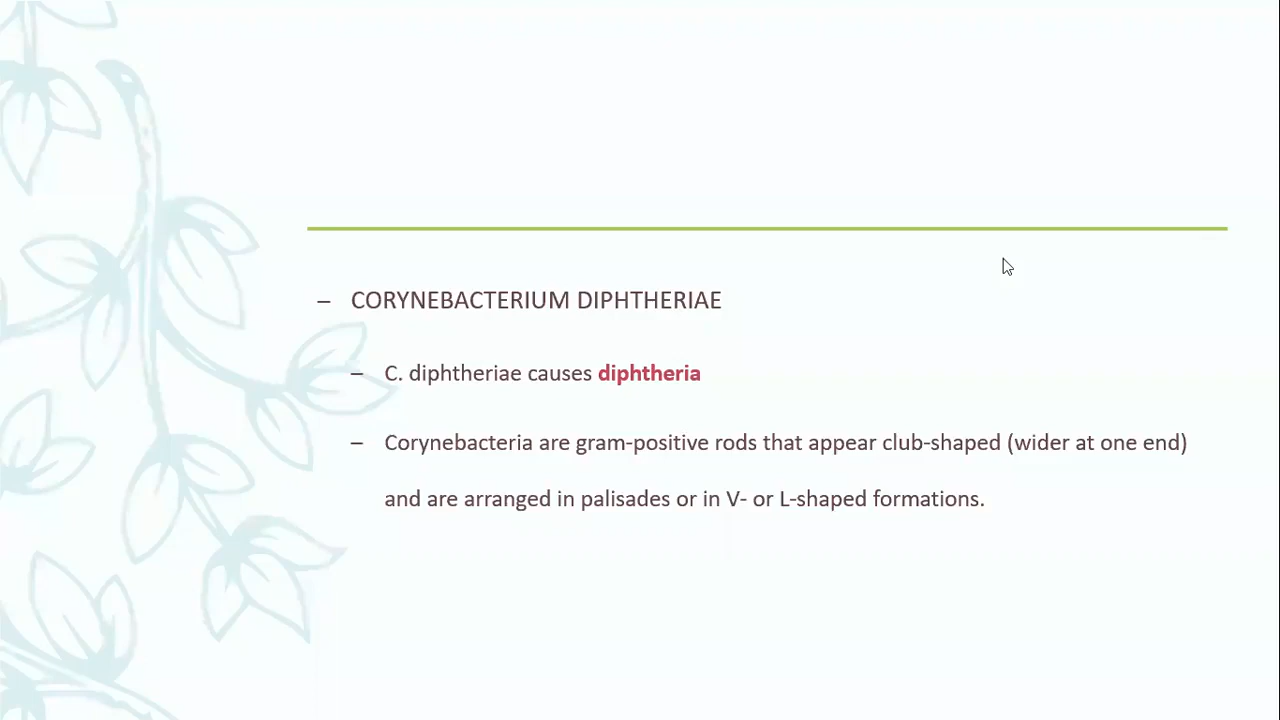 – CORYNEBACTERIUM DIPHTHERIAE
– C. diphtheriae causes diphtheria
– Corynebacteria are gram-positive rods that appear club-shaped (wider at one end)
and are arranged in palisades or in V- or L-shaped formations.